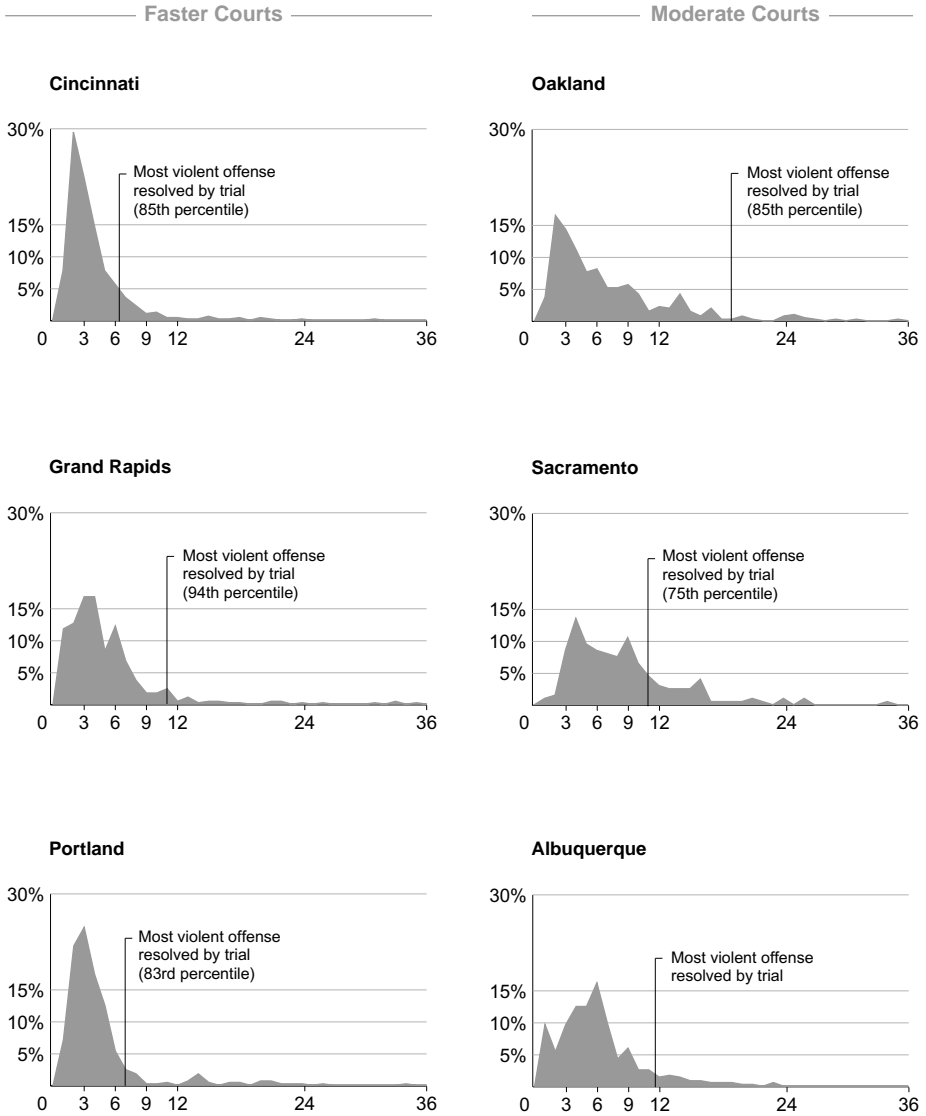 Faster Courts
Moderate Courts
Cincinnati
30%
15%
10%
5%
Most violent offense
resolved by trial
(85th percentile)
0 3 6 9 12 24 36
Oakland
30%
15%
10%
5%
Most violent offense
resolved by trial
(85th percentile)
0 3 6 9 12 24 36
Grand Rapids
30%
15%
10%
5%
Most violent offense
resolved by trial
(94th percentile)
0 3 6 9 12 24 36
Sacramento
30%
15%
10%
5%
Most violent offense
resolved by trial
(75th percentile)
0 3 6 9 12 24 36
Portland
30%
15%
10%
5%
Most violent offense
resolved by trial
(83rd percentile)
0 3 6 9 12 24 36
Albuquerque
30%
15%
10%
5%
Most violent offense
resolved by trial
0 3 6 9 12 24 36